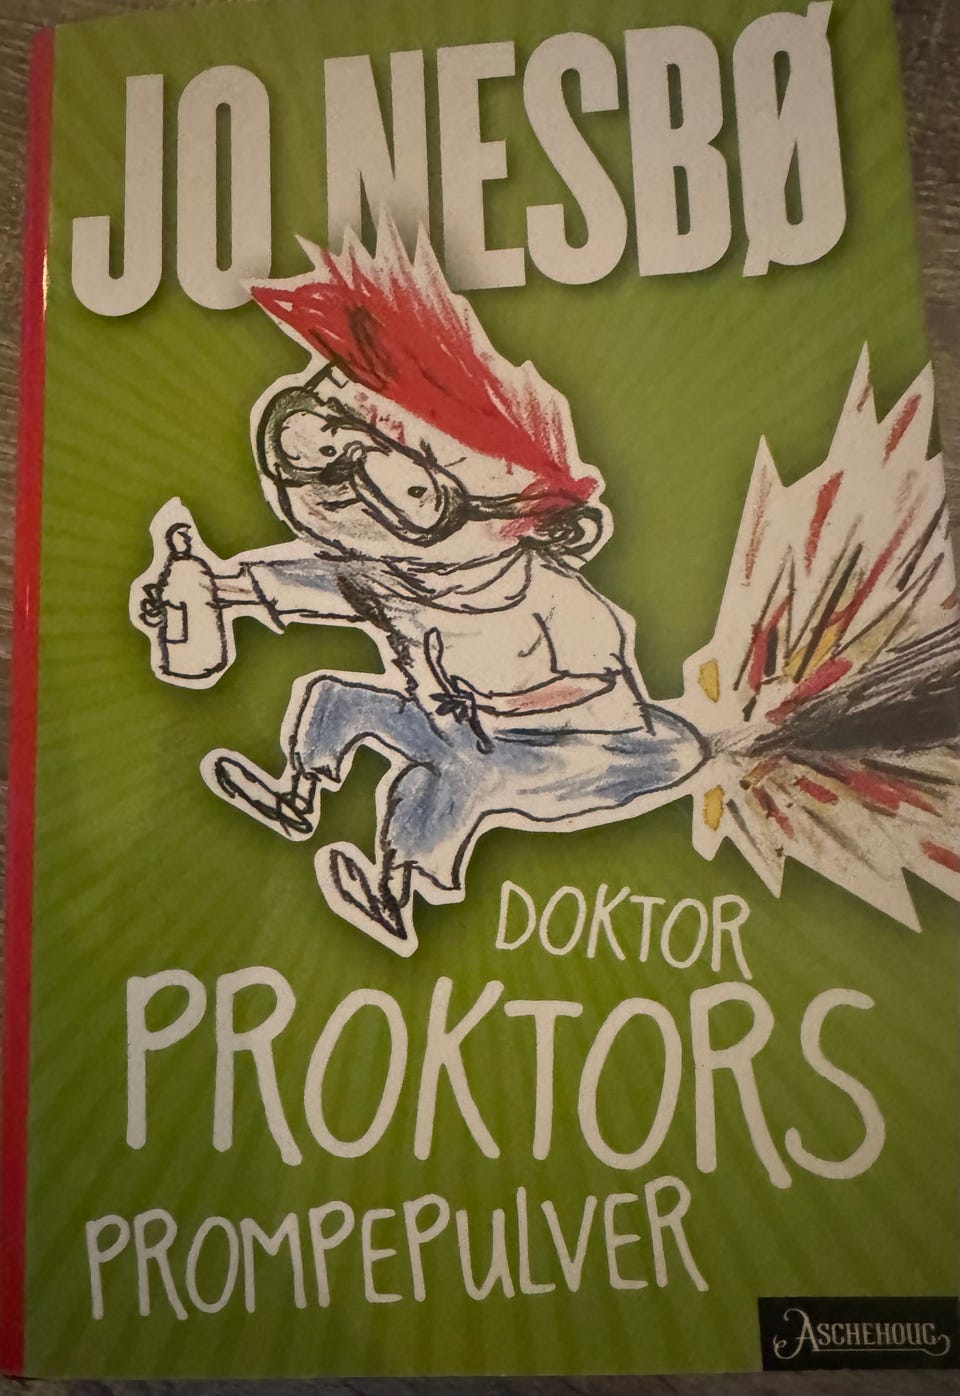 JO NESBØ
DOKTOR
PROKTORS
PROMPEPULVER
ASCHEHOUG